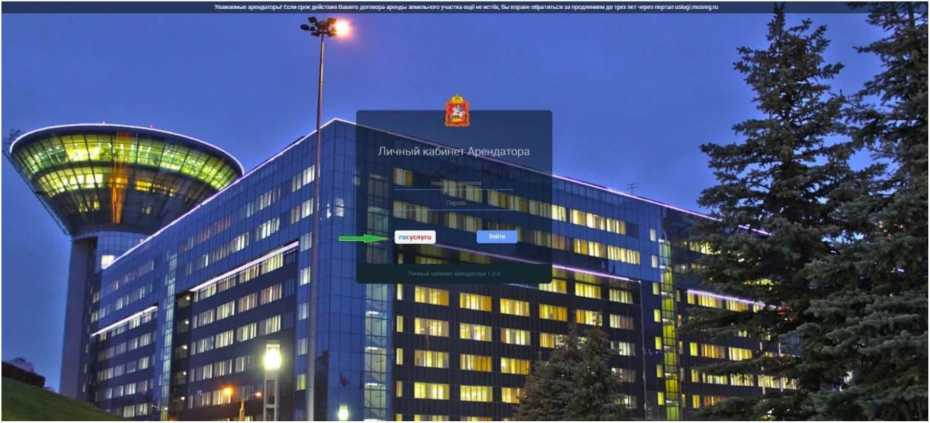 Уважаемые арендаторы! Если срок действия Вашего договора аренды земельного участка ещё не истёк, Вы вправе обратиться за продлением до трех лет через портал uslugi.mosreg.ru
Личный кабинет Арендатора
Пароль
госуслуги Войти
Личный кабинет арендатора